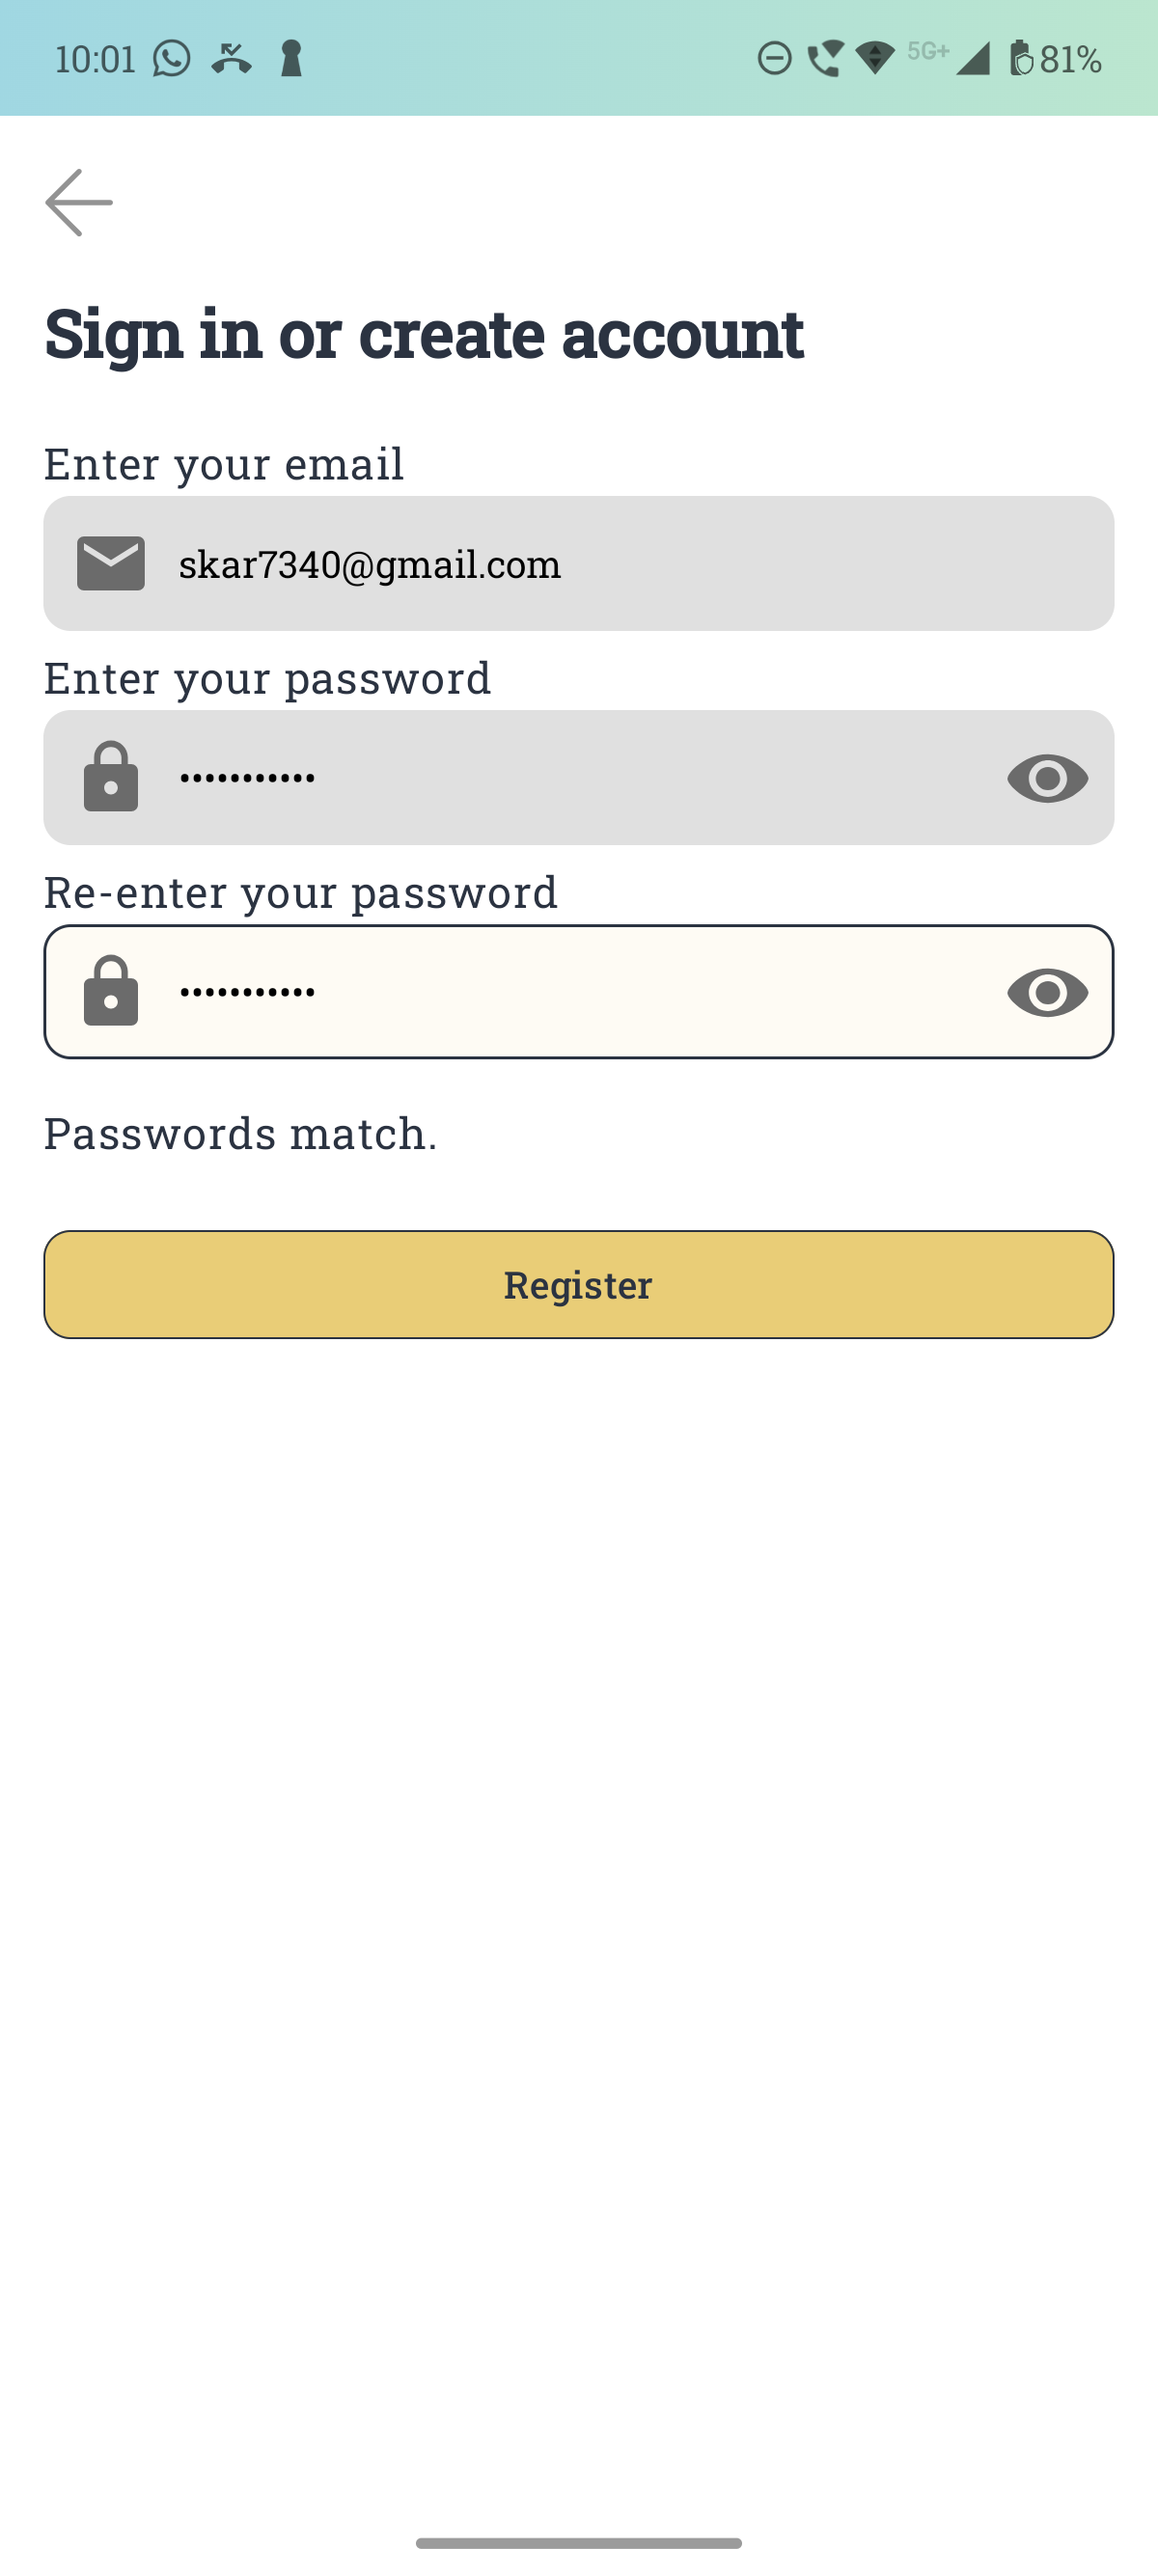 10:01 5G+ 81%
Sign in or create account
Enter your email
skar7340@gmail.com
Enter your password
•••••••••••
Re-enter your password
•••••••••••
Passwords match.
Register